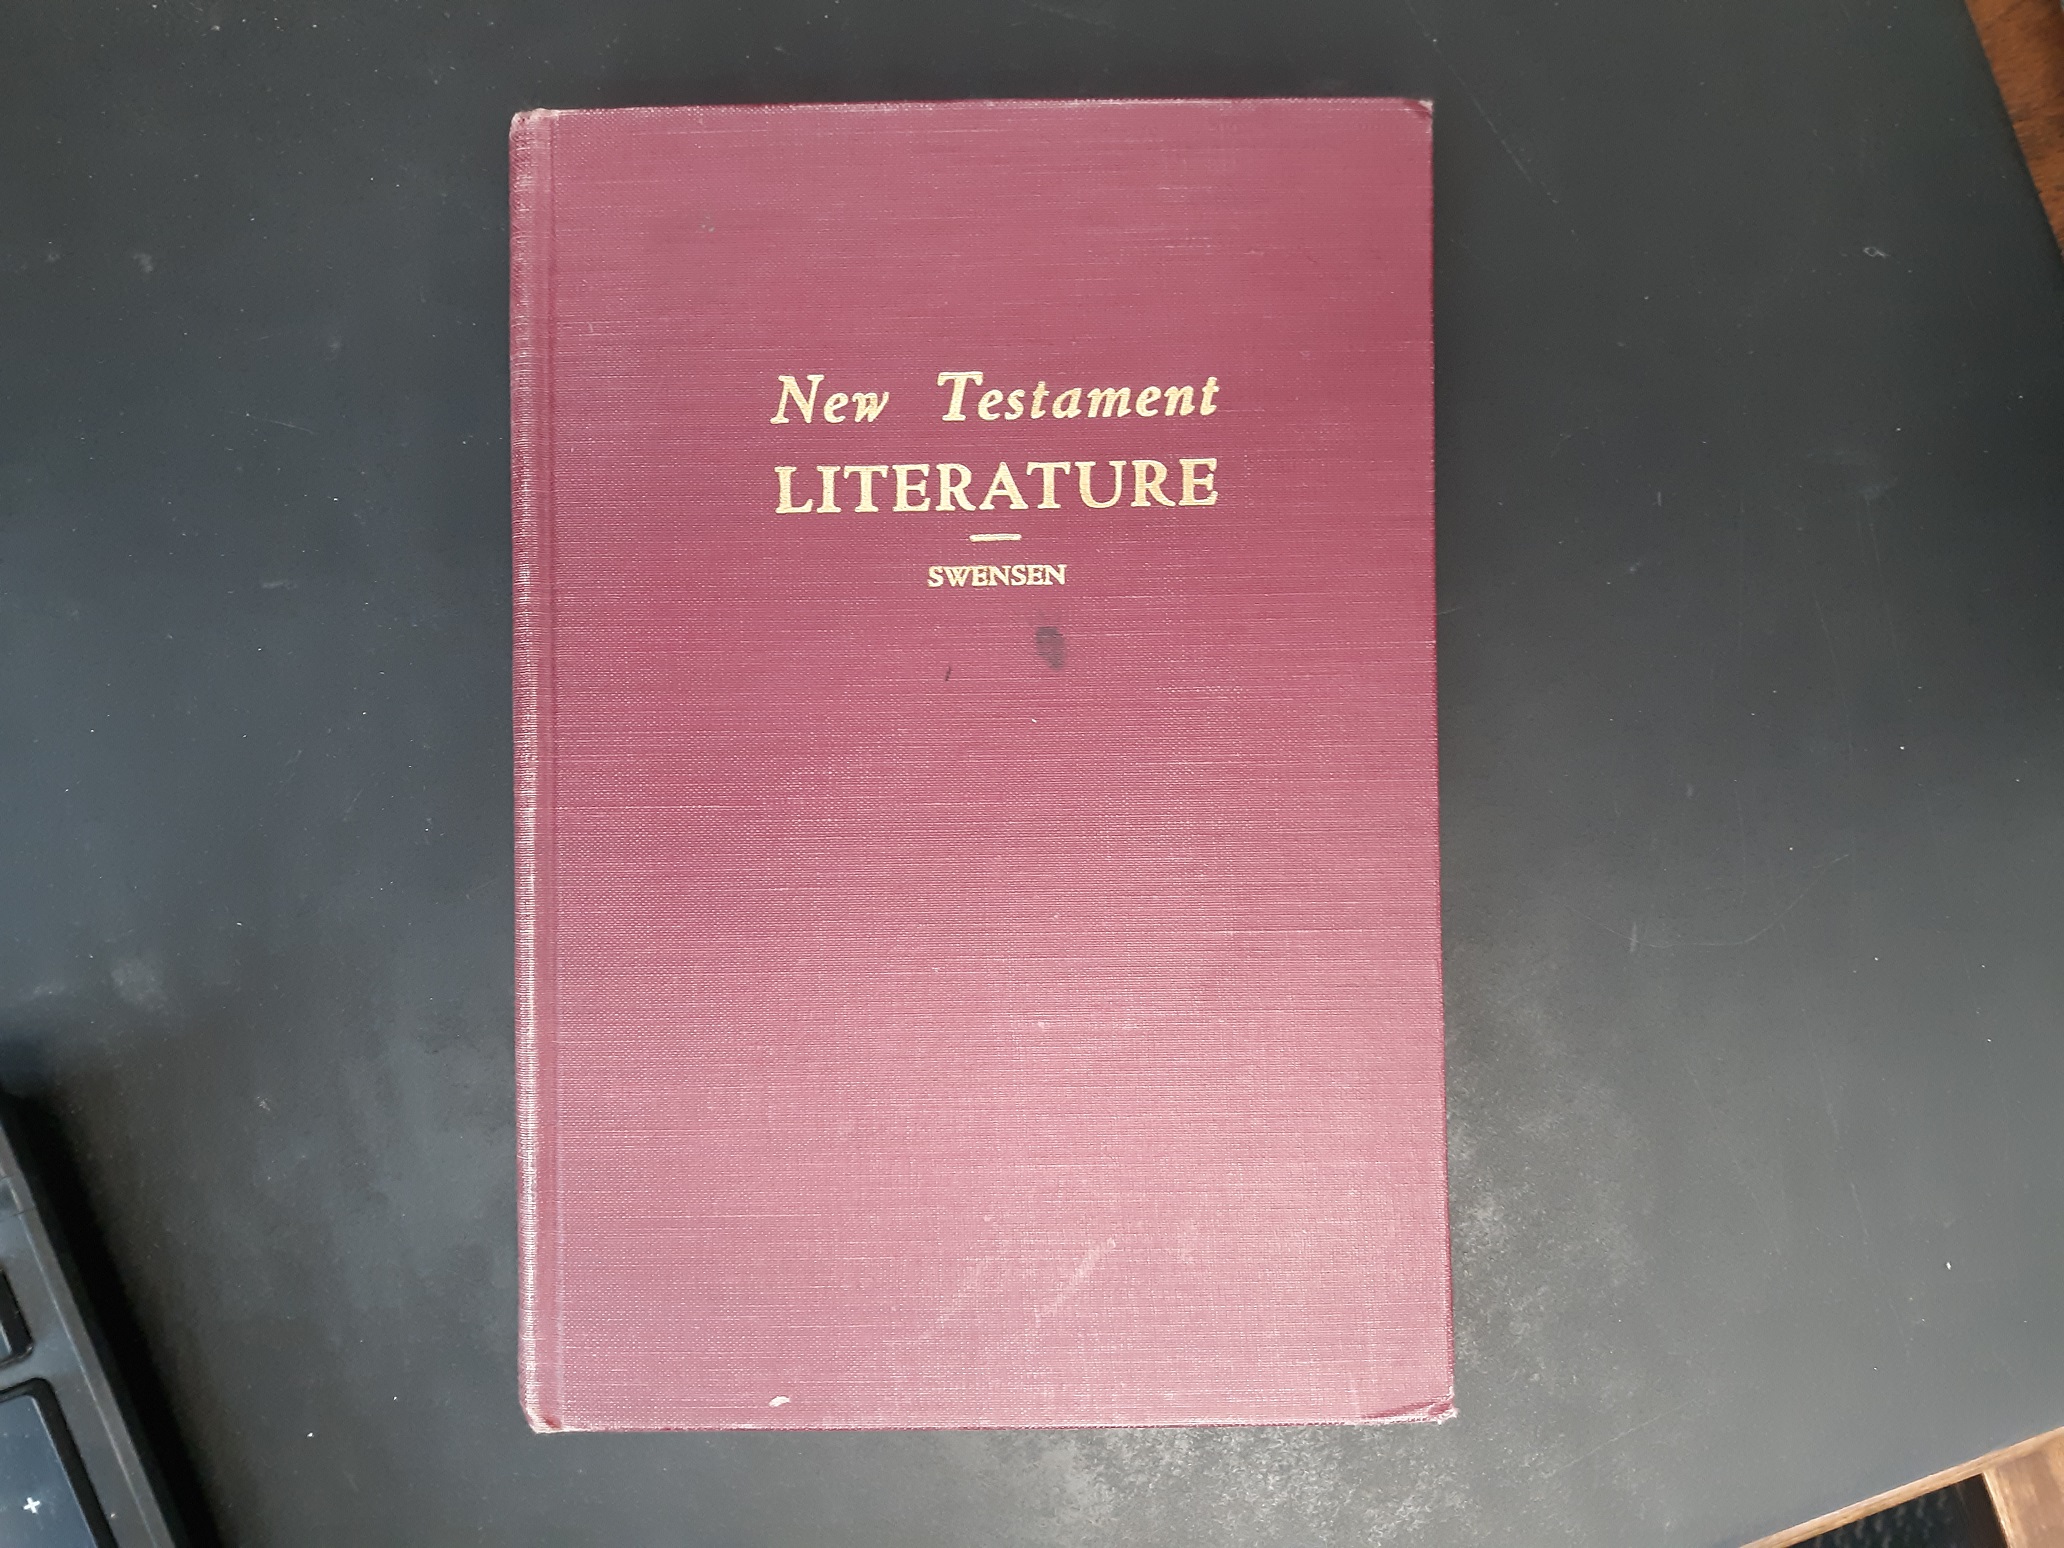 New Testament
LITERATURE
SWENSEN
+